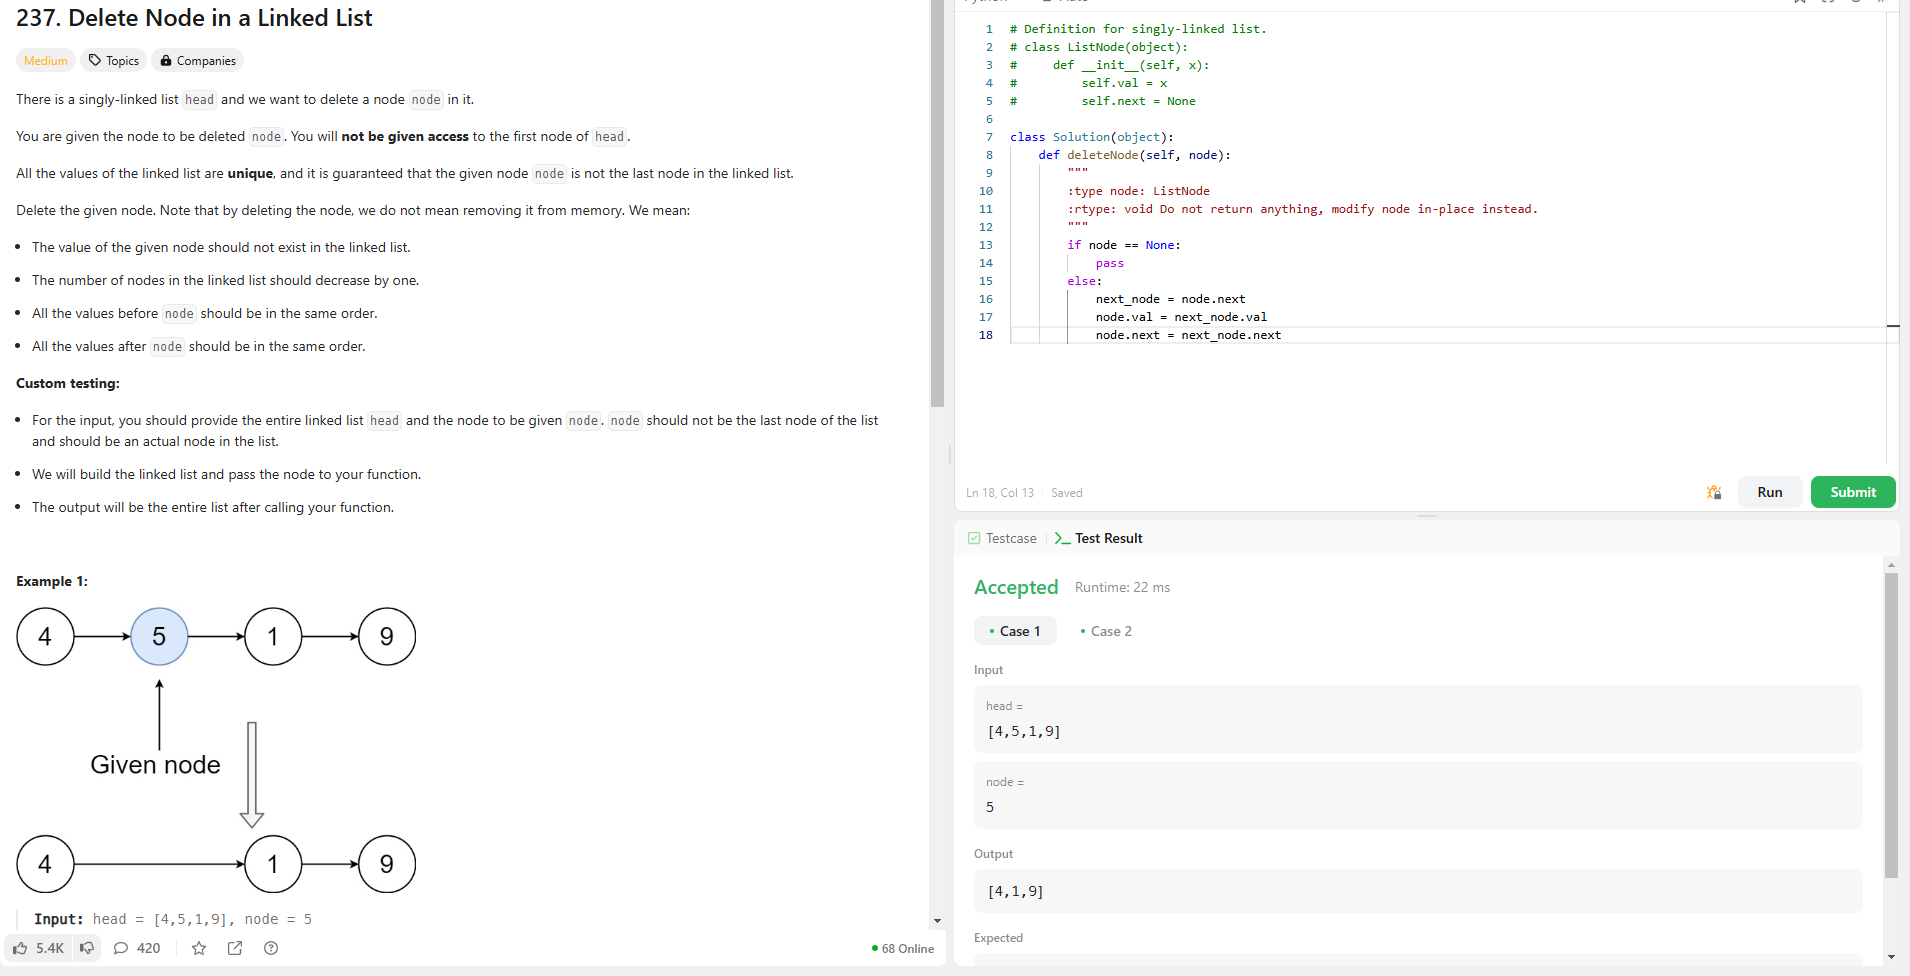 237. Delete Node in a Linked List
Medium Topics Companies
There is a singly-linked list head and we want to delete a node node in it.
You are given the node to be deleted node. You will not be given access to the first node of head.
All the values of the linked list are unique, and it is guaranteed that the given node node is not the last node in the linked list.
Delete the given node. Note that by deleting the node, we do not mean removing it from memory. We mean:
• The value of the given node should not exist in the linked list.
• The number of nodes in the linked list should decrease by one.
• All the values before node should be in the same order.
• All the values after node should be in the same order.
Custom testing:
• For the input, you should provide the entire linked list head and the node to be given node. node should not be the last node of the list
and should be an actual node in the list.
• We will build the linked list and pass the node to your function.
• The output will be the entire list after calling your function.
Example 1:
4 5 1 9
Given node
4 1 9
Input: head = [4,5,1,9], node = 5
5.4K 420
68 Online
1 # Definition for singly-linked list.
2 # class ListNode(object):
3 #     def __init__(self, x):
4 #         self.val = x
5 #         self.next = None
6
7 class Solution(object):
8     def deleteNode(self, node):
9         """
10         :type node: ListNode
11         :rtype: void Do not return anything, modify node in-place instead.
12         """
13         if node == None:
14             pass
15         else:
16             next_node = node.next
17             node.val = next_node.val
18             node.next = next_node.next
Ln 18, Col 13 Saved
Run Submit
Testcase Test Result
Accepted Runtime: 22 ms
• Case 1 • Case 2
Input
head =
[4,5,1,9]
node =
5
Output
[4,1,9]
Expected